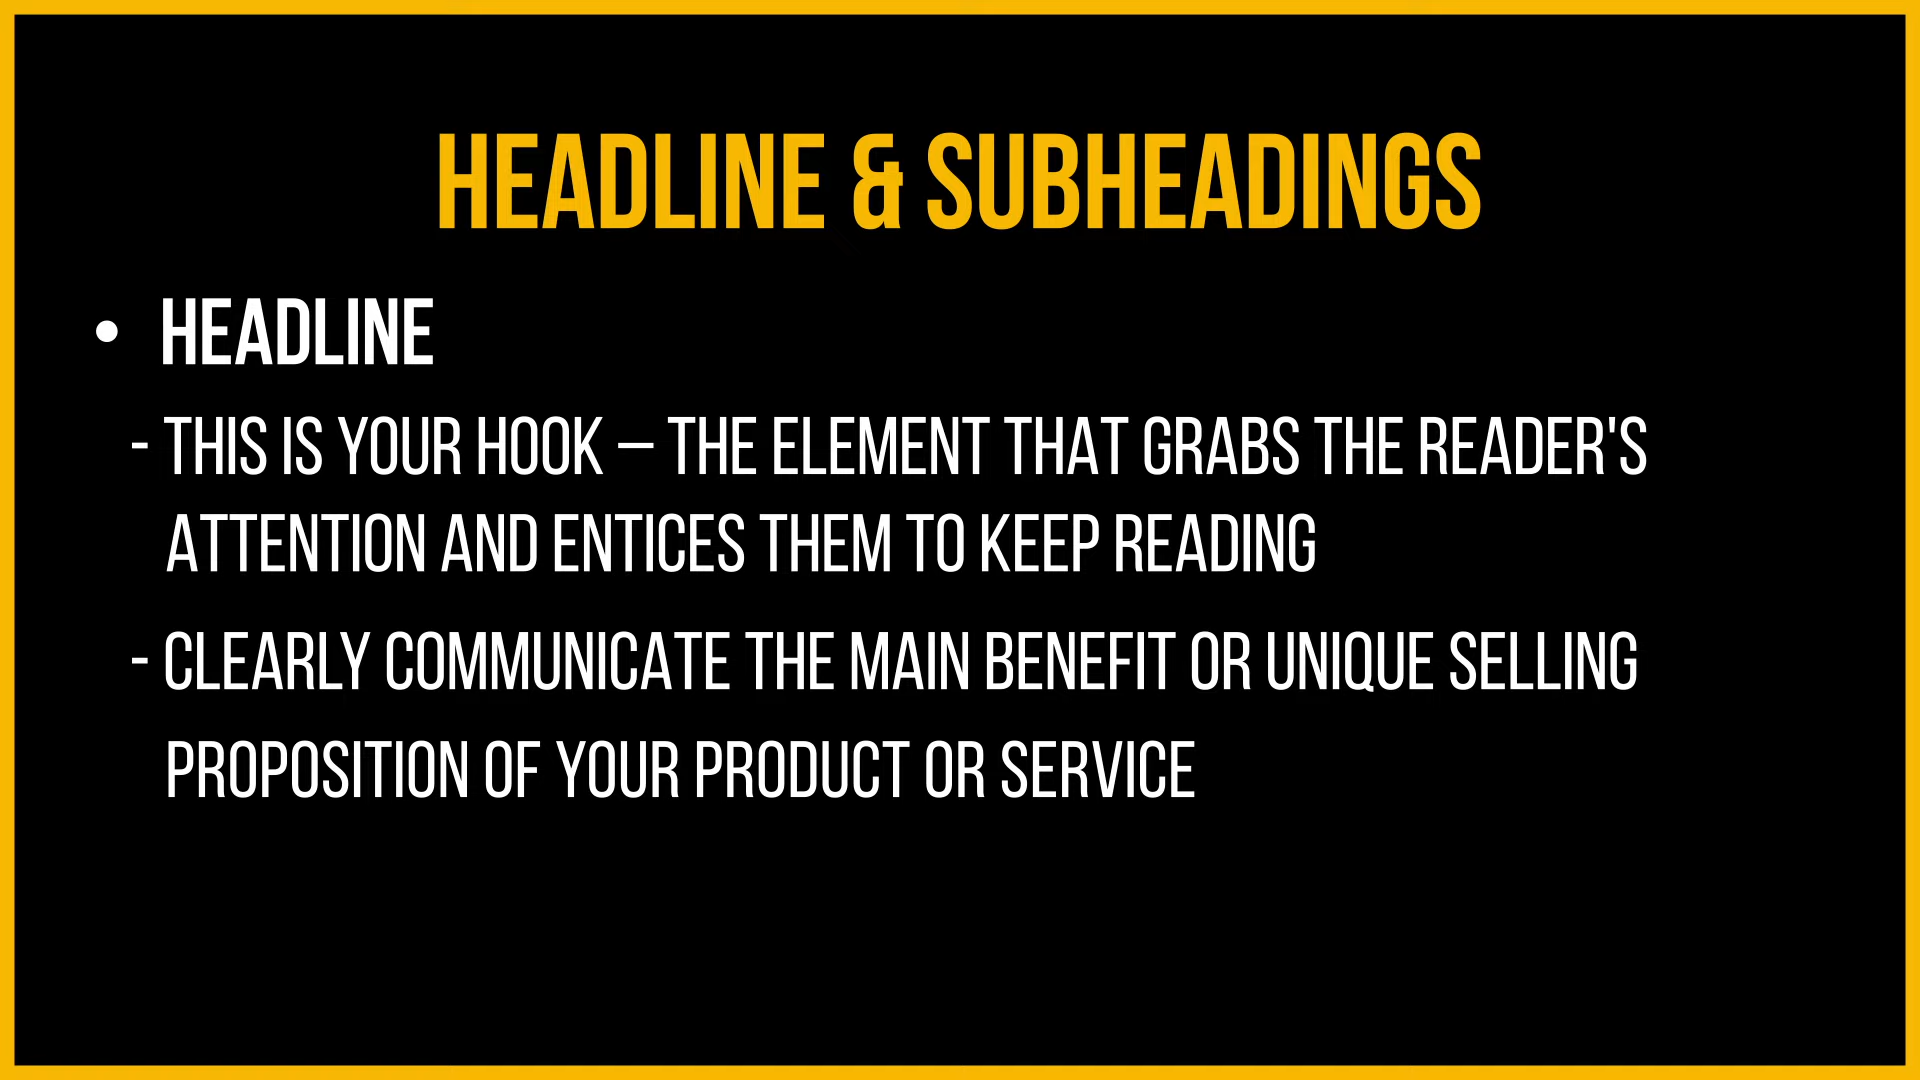 HEADLINE & SUBHEADINGS
• HEADLINE
- THIS IS YOUR HOOK – THE ELEMENT THAT GRABS THE READER'S
ATTENTION AND ENTICES THEM TO KEEP READING
- CLEARLY COMMUNICATE THE MAIN BENEFIT OR UNIQUE SELLING
PROPOSITION OF YOUR PRODUCT OR SERVICE